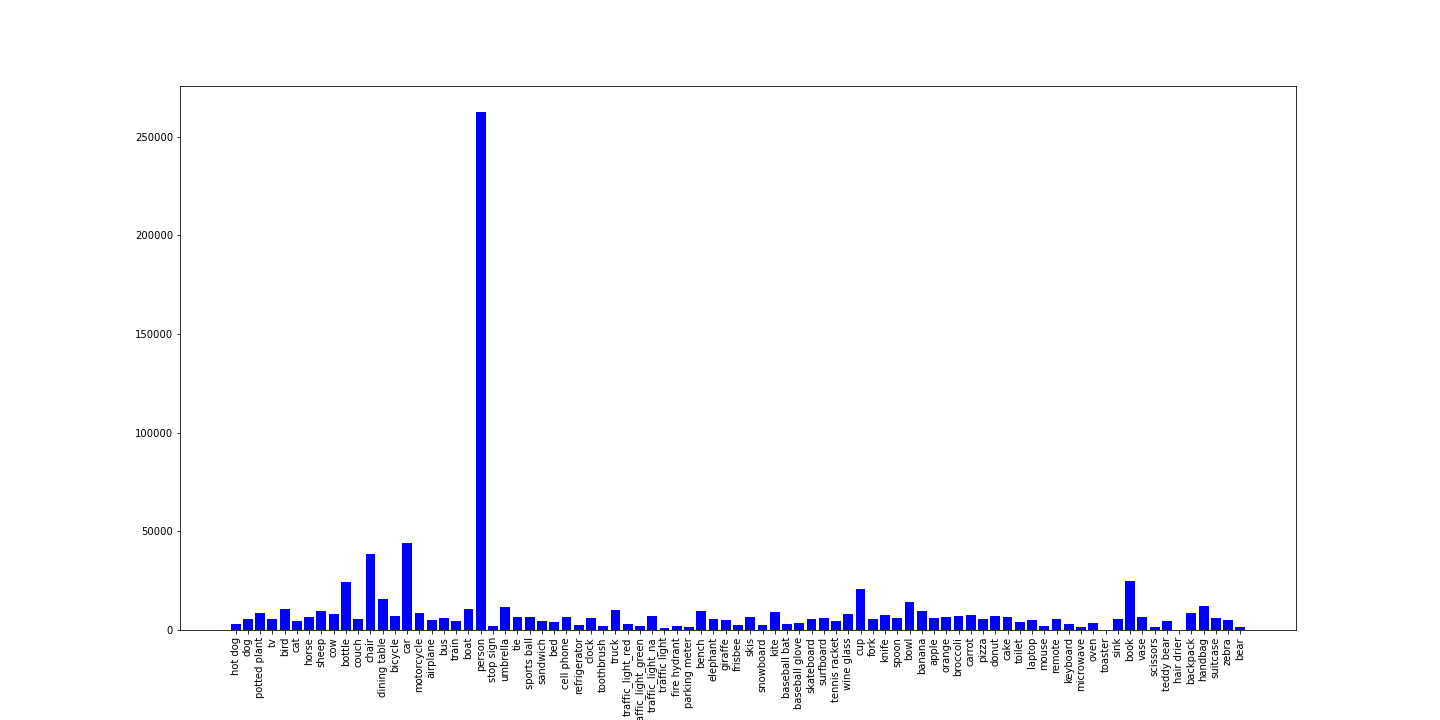 250000
200000
150000
100000
50000
0
hot dog
dog
potted plant
tv
bird
cat
horse
sheep
cow
bottle
couch
chair
dining table
bicycle
car
motorcycle
airplane
bus
train
boat
person
stop sign
umbrella
tie
sports ball
sandwich
bed
cell phone
refrigerator
clock
toothbrush
truck
traffic_light_red
affic_light_green
traffic_light_na
traffic light
fire hydrant
parking meter
bench
elephant
giraffe
frisbee
skis
snowboard
kite
baseball bat
baseball glove
skateboard
surfboard
tennis racket
wine glass
cup
fork
knife
spoon
bowl
banana
apple
orange
broccoli
carrot
pizza
donut
cake
toilet
laptop
mouse
remote
keyboard
microwave
oven
toaster
sink
book
vase
scissors
teddy bear
hair drier
backpack
handbag
suitcase
zebra
bear